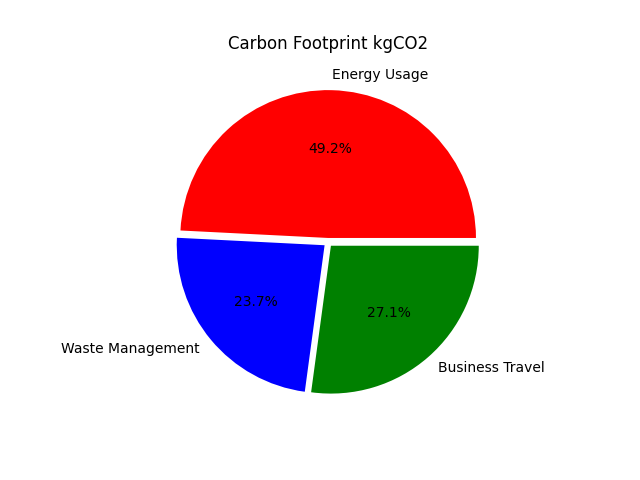 Carbon Footprint kgCO2
Energy Usage
49.2%
23.7%
27.1%
Waste Management
Business Travel